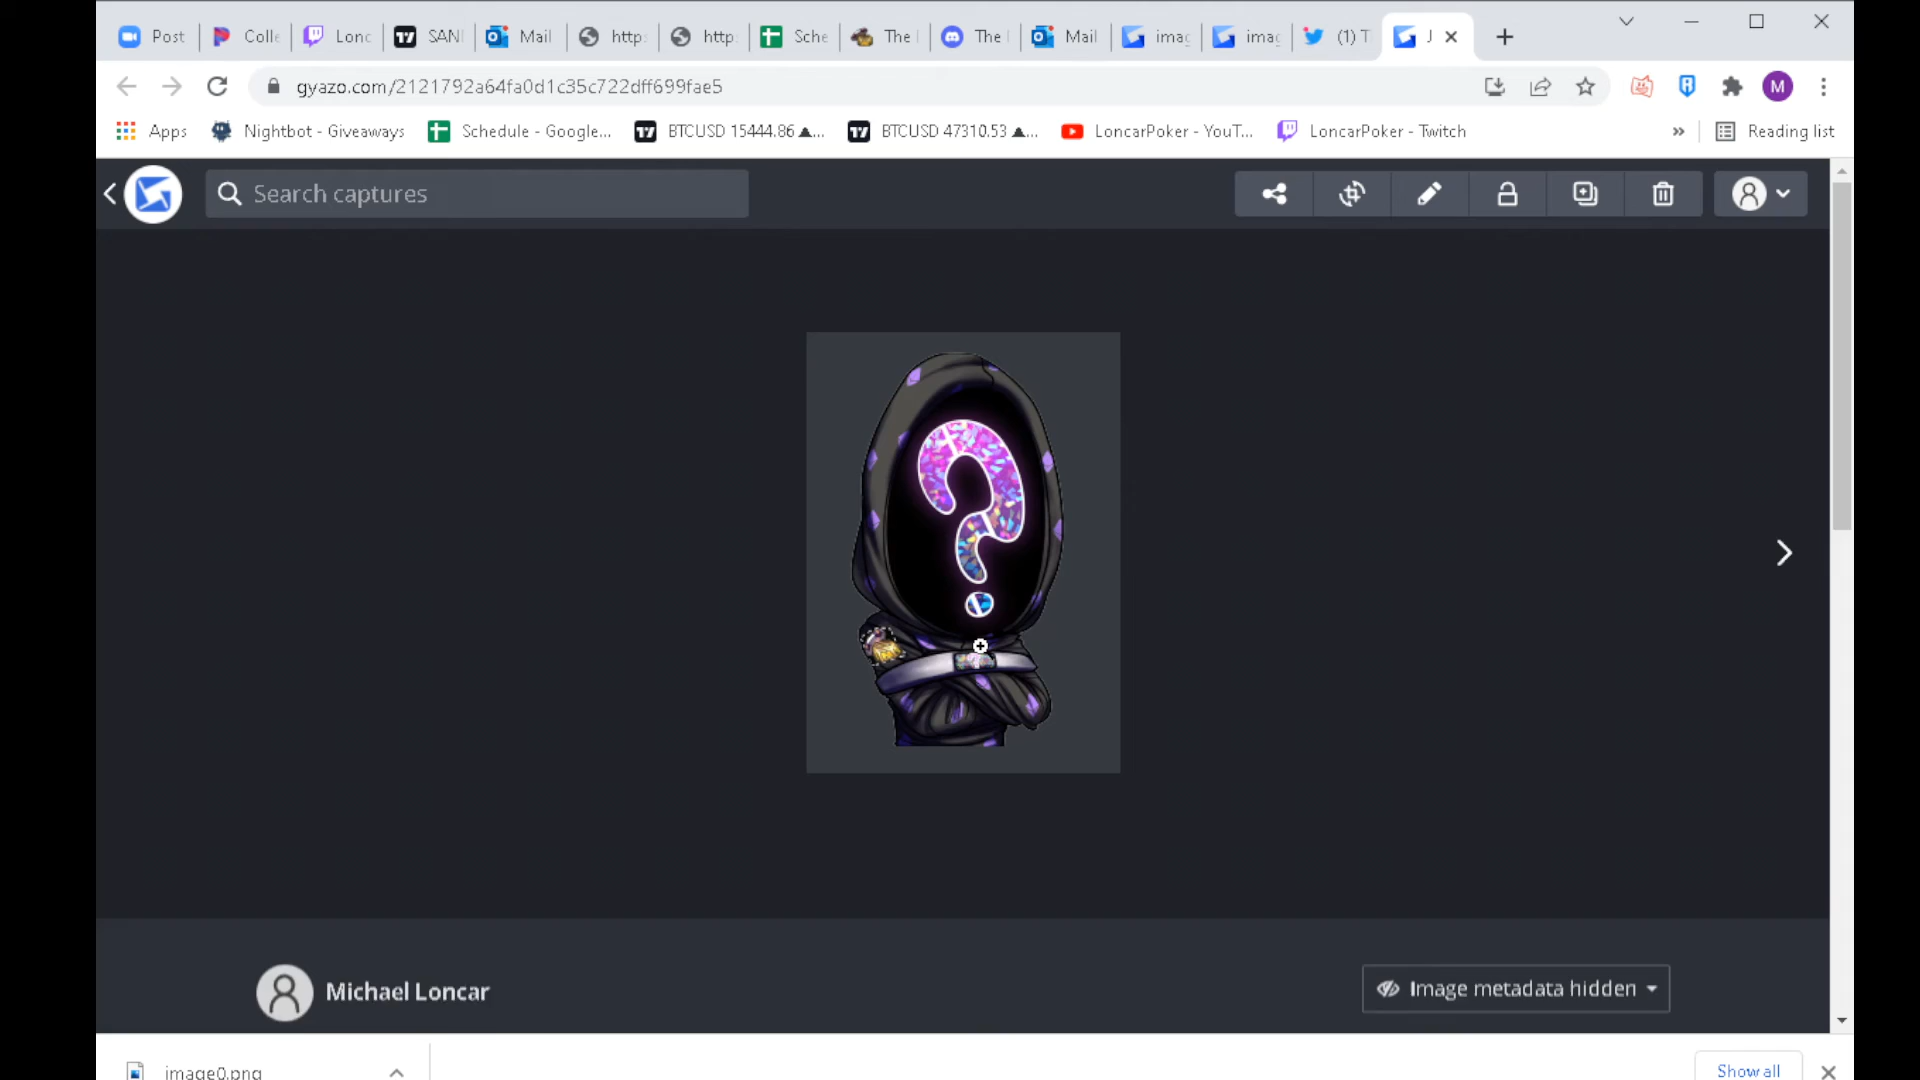 Post
Colle
Lonc
SANI
Mail
http:
http:
Sche
The
The
Mail
imag
imag
(1) T
J
gyazo.com/2121792a64fa0d1c35c722dff699fae5
M
Apps
Nightbot - Giveaways
Schedule - Google...
BTCUSD 15444.86 ▲...
BTCUSD 47310.53 ▲...
LoncarPoker - YouT...
LoncarPoker - Twitch
»
Reading list
Search captures
?
Michael Loncar
Image metadata hidden
image0.png
Show all